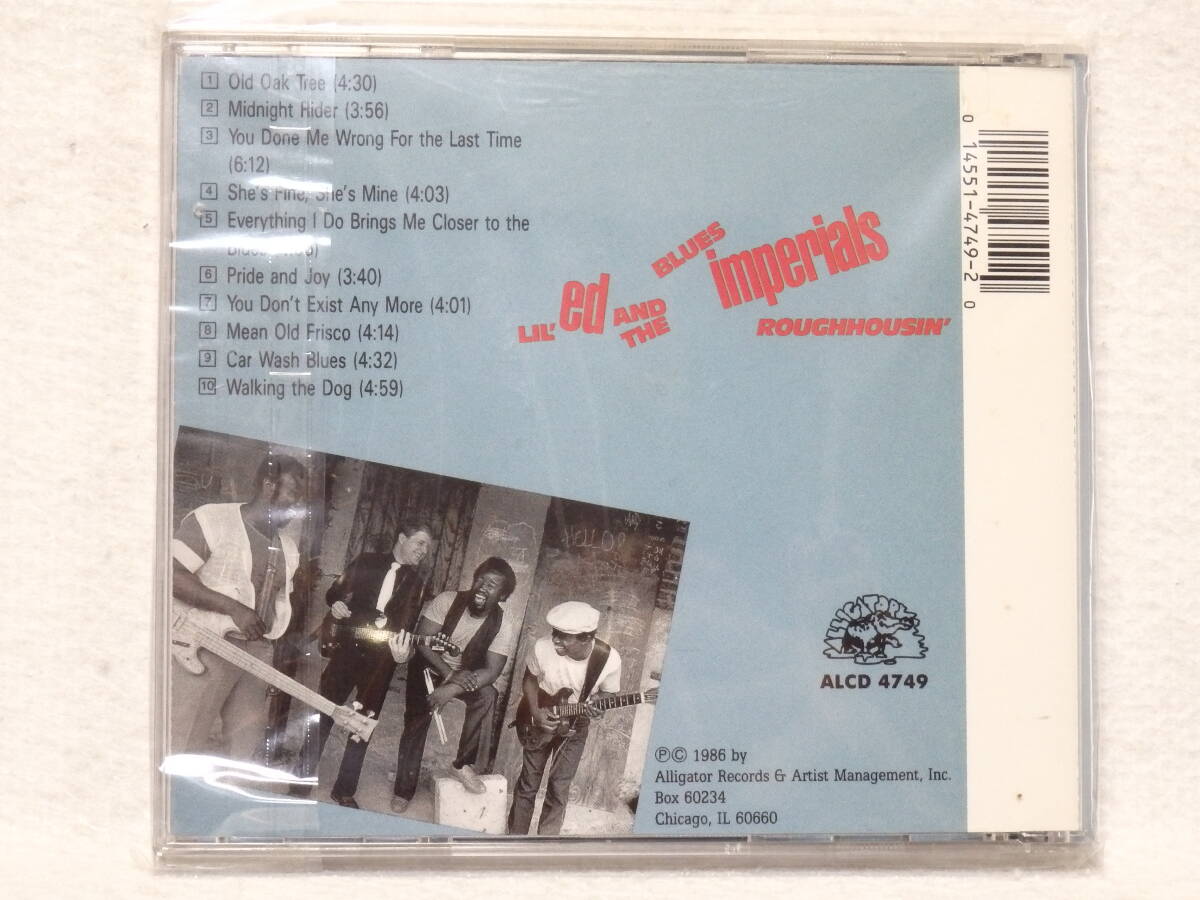 1 Old Oak Tree (4:30)
2 Midnight Rider (3:56)
3 You Done Me Wrong For the Last Time
(6:12)
4 She's Fine, She's Mine (4:03)
5 Everything I Do Brings Me Closer to the
6 Pride and Joy (3:40)
7 You Don't Exist Any More (4:01)
8 Mean Old Frisco (4:14)
9 Car Wash Blues (4:32)
10 Walking the Dog (4:59)
LIL' ed AND THE BLUES imperials
ROUGHHOUSIN'
0 14551-4749-2 0
ALLIGATOR
ALCD 4749
ⓅⒸ 1986 by
Alligator Records & Artist Management, Inc.
Box 60234
Chicago, IL 60660